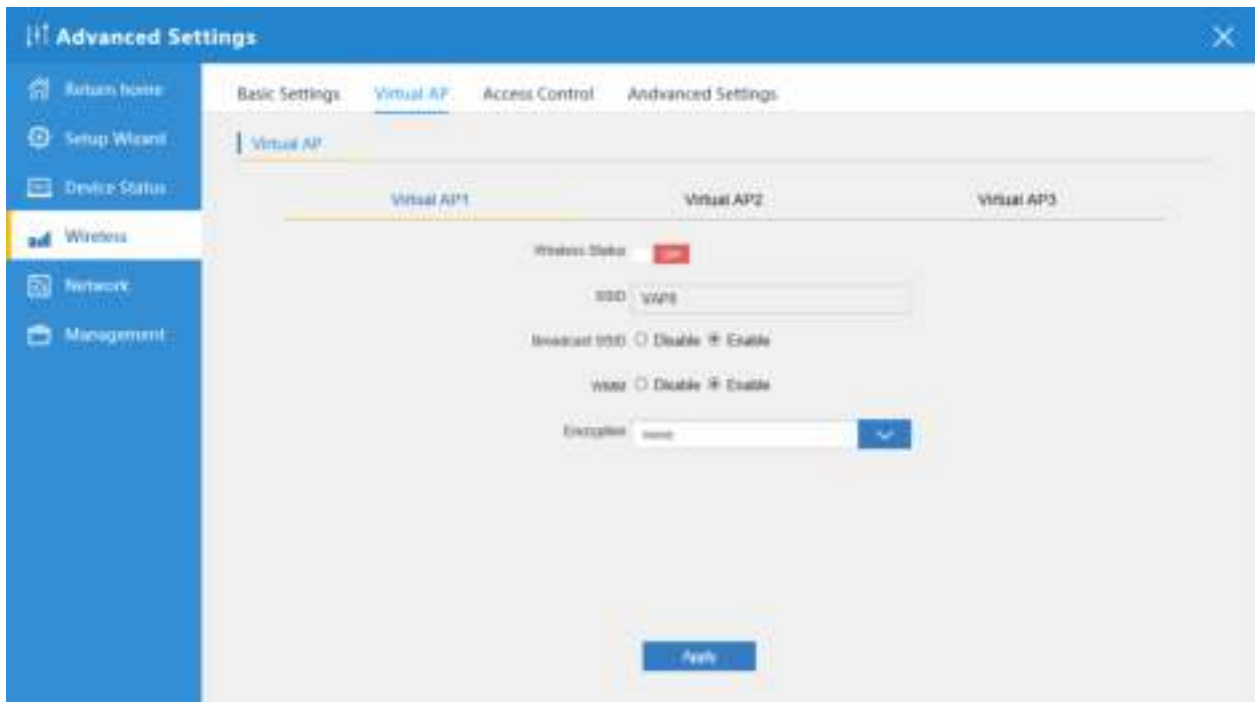 Advanced Settings
Return home
Setup Wizard
Device Status
Wireless
Network
Management
Basic Settings Virtual AP Access Control Andvanced Settings
Virtual AP
Virtual AP1 Virtual AP2 Virtual AP3
Wireless Status OFF
SSID
Broadcast SSID Disable Enable
WMM Disable Enable
Encryption none
Apply